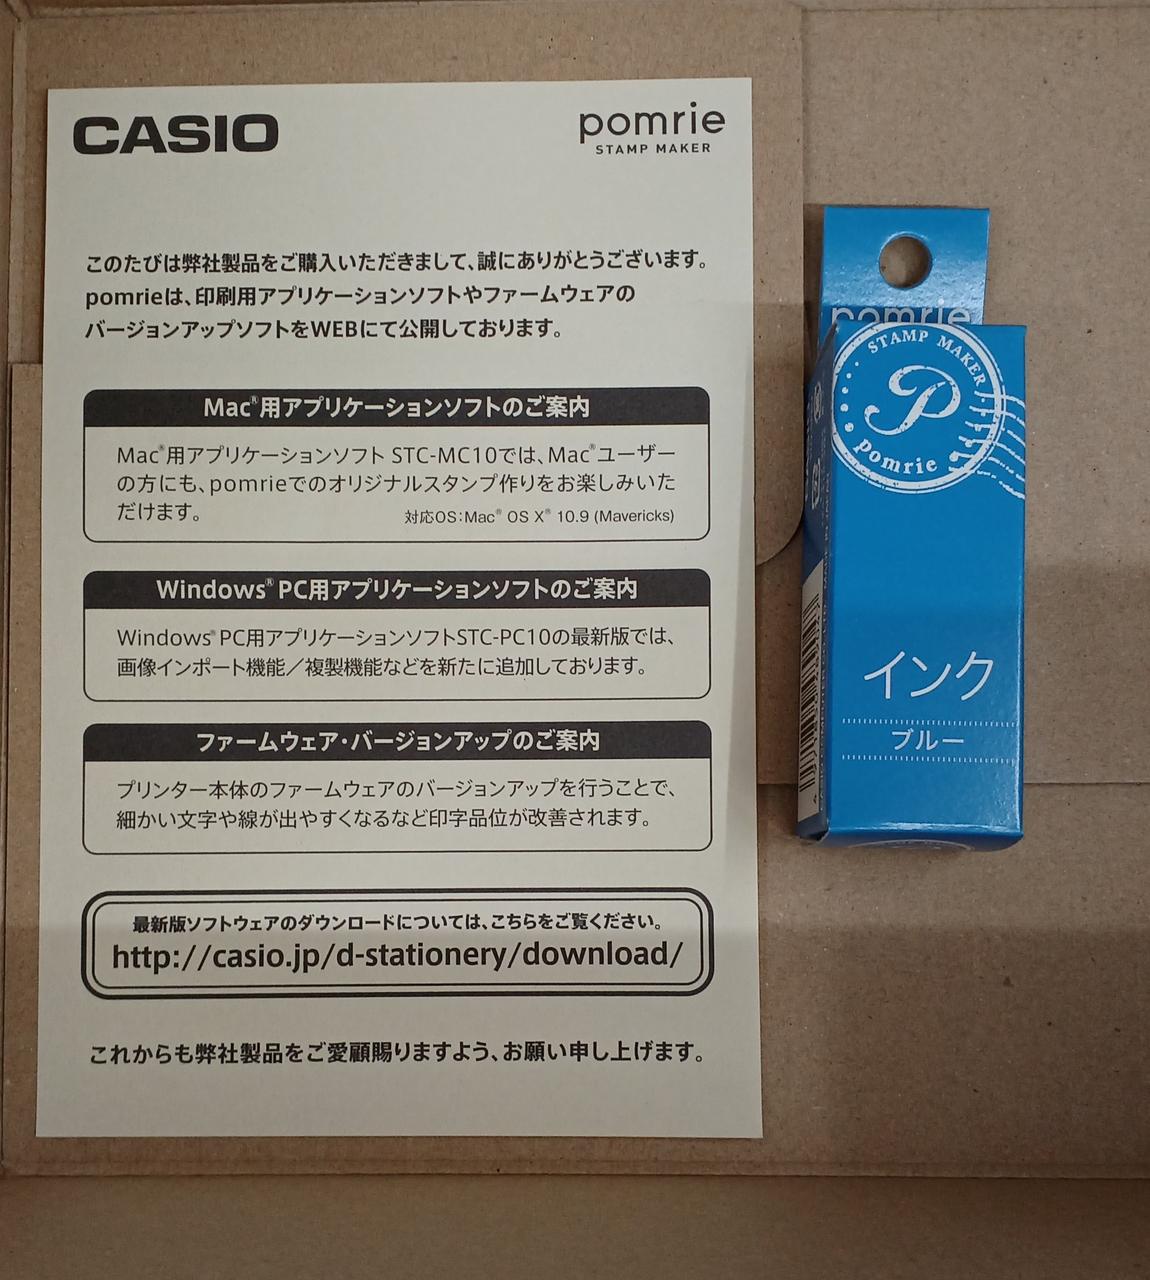 CASIO
pomrie
STAMP MAKER
このたびは弊社製品をご購入いただきまして、誠にありがとうございます。
pomrieは、印刷用アプリケーションソフトやファームウェアの
バージョンアップソフトをWEBにて公開しております。
Mac®用アプリケーションソフトのご案内
Mac®用アプリケーションソフト STC-MC10では、Mac®ユーザー
の方にも、pomrieでのオリジナルスタンプ作りをお楽しみいた
だけます。
対応OS:Mac® OS X® 10.9 (Mavericks)
Windows® PC用アプリケーションソフトのご案内
Windows® PC用アプリケーションソフトSTC-PC10の最新版では、
画像インポート機能/複製機能などを新たに追加しております。
ファームウェア・バージョンアップのご案内
プリンター本体のファームウェアのバージョンアップを行うことで、
細かい文字や線が出やすくなるなど印字品位が改善されます。
最新版ソフトウェアのダウンロードについては、こちらをご覧ください。
http://casio.jp/d-stationery/download/
これからも弊社製品をご愛顧賜りますよう、お願い申し上げます。
pomrie
STAMP MAKER
P
pomrie
インク
ブルー